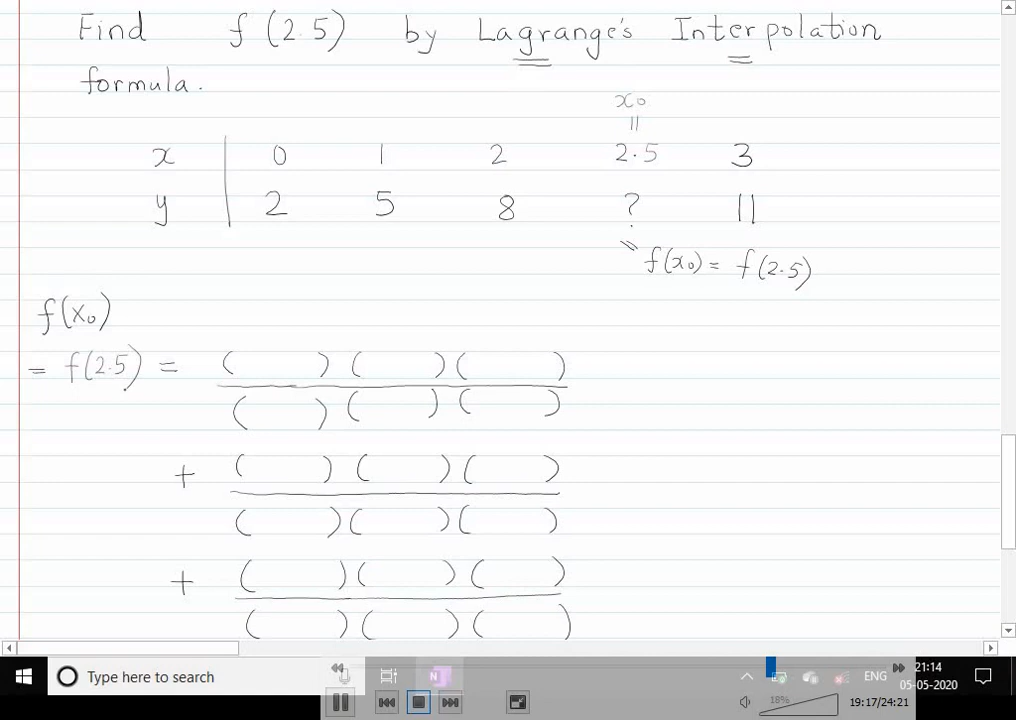 Find f(2.5) by Lagrange's Interpolation
formula.
x0
=
x 0 1 2 2.5 3
y 2 5 8 ? 11
= f(x0) = f(2.5)
f(x0)
= f(2.5) = ( ) ( ) ( )
( ) ( ) ( )
+ ( ) ( ) ( )
( ) ( ) ( )
+ ( ) ( ) ( )
( ) ( ) ( )
Type here to search
ENG
21:14
05-05-2020
18%
19:17/24:21